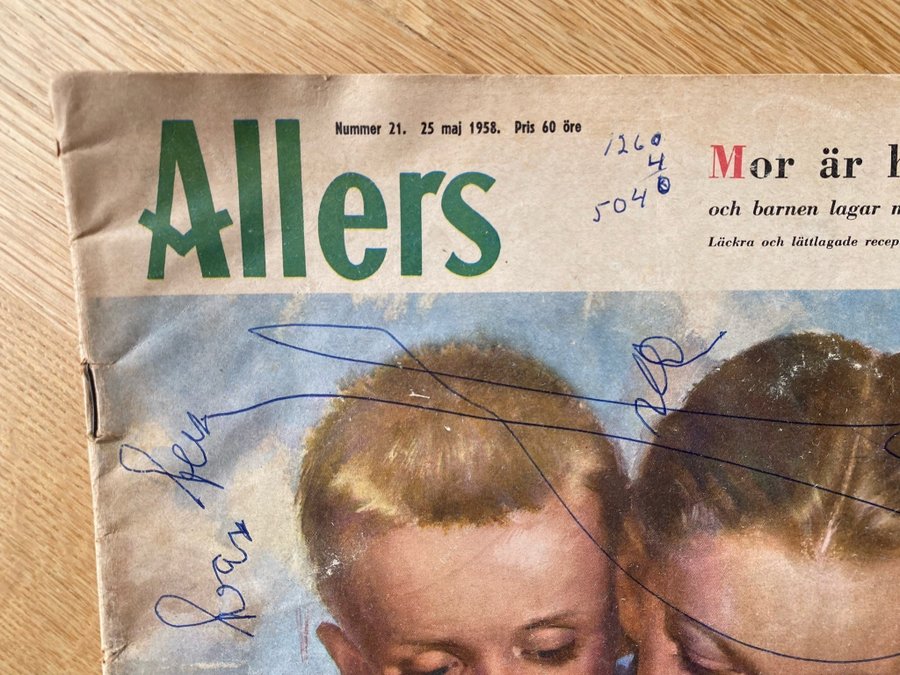 Allers
Nummer 21. 25 maj 1958. Pris 60 öre
1260
4
5040
Mor är
och barnen lagar
Läckra och lättlagade